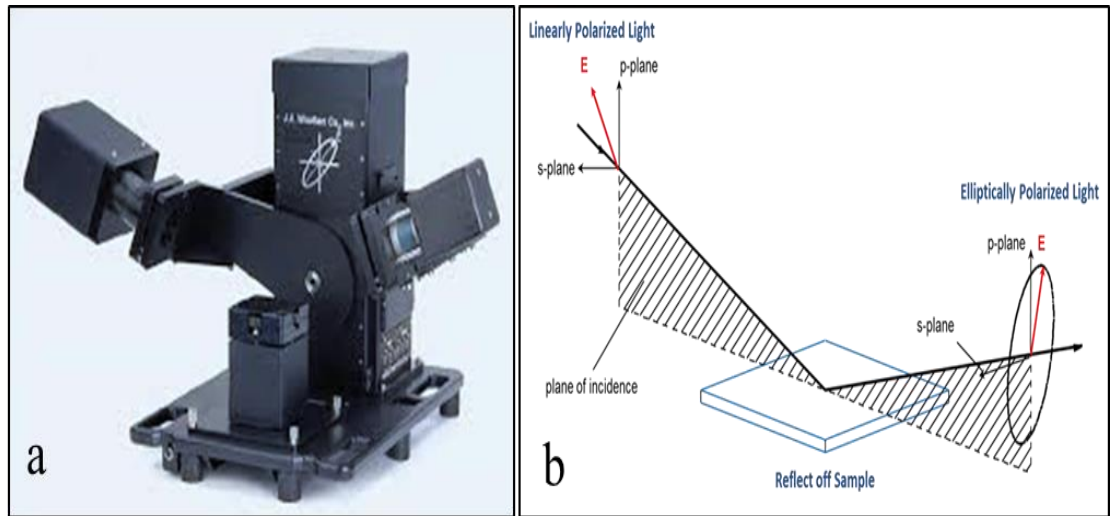 J.A. Woollam Co., Inc.
a
Linearly Polarized Light
E
p-plane
s-plane
plane of incidence
Reflect off Sample
Elliptically Polarized Light
p-plane
E
s-plane
b